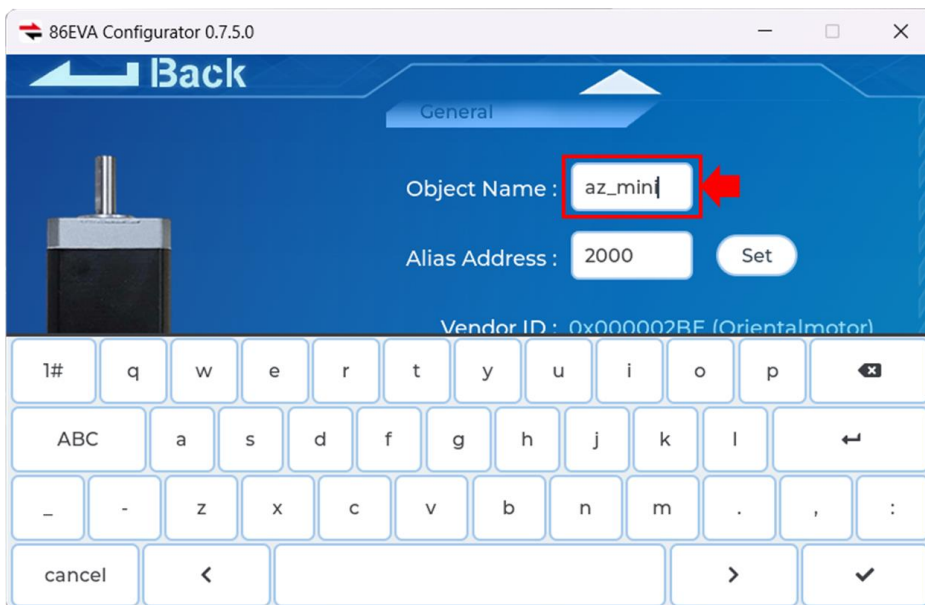 86EVA Configurator 0.7.5.0
Back
General
Object Name : az_mini
Alias Address : 2000 Set
Vendor ID : 0x000002BE (Orientalmotor)
1# q w e r t y u i o p
ABC a s d f g h j k l
_ - z x c v b n m . , :
cancel < >